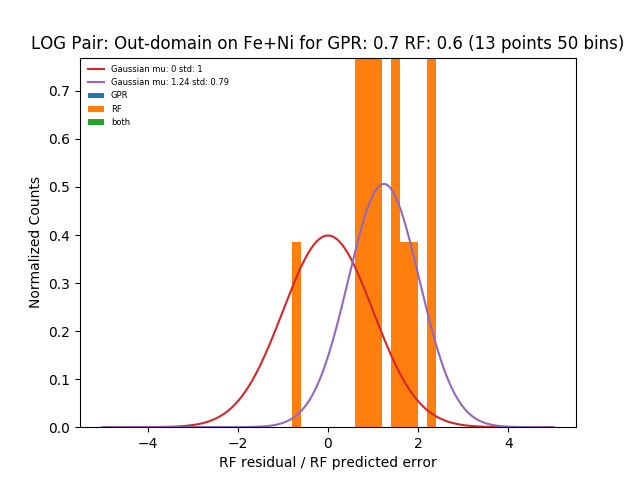 LOG Pair: Out-domain on Fe+Ni for GPR: 0.7 RF: 0.6 (13 points 50 bins)
Gaussian mu: 0 std: 1
Gaussian mu: 1.24 std: 0.79
GPR
RF
both
Normalized Counts
0.7
0.6
0.5
0.4
0.3
0.2
0.1
0.0
−4 −2 0 2 4
RF residual / RF predicted error